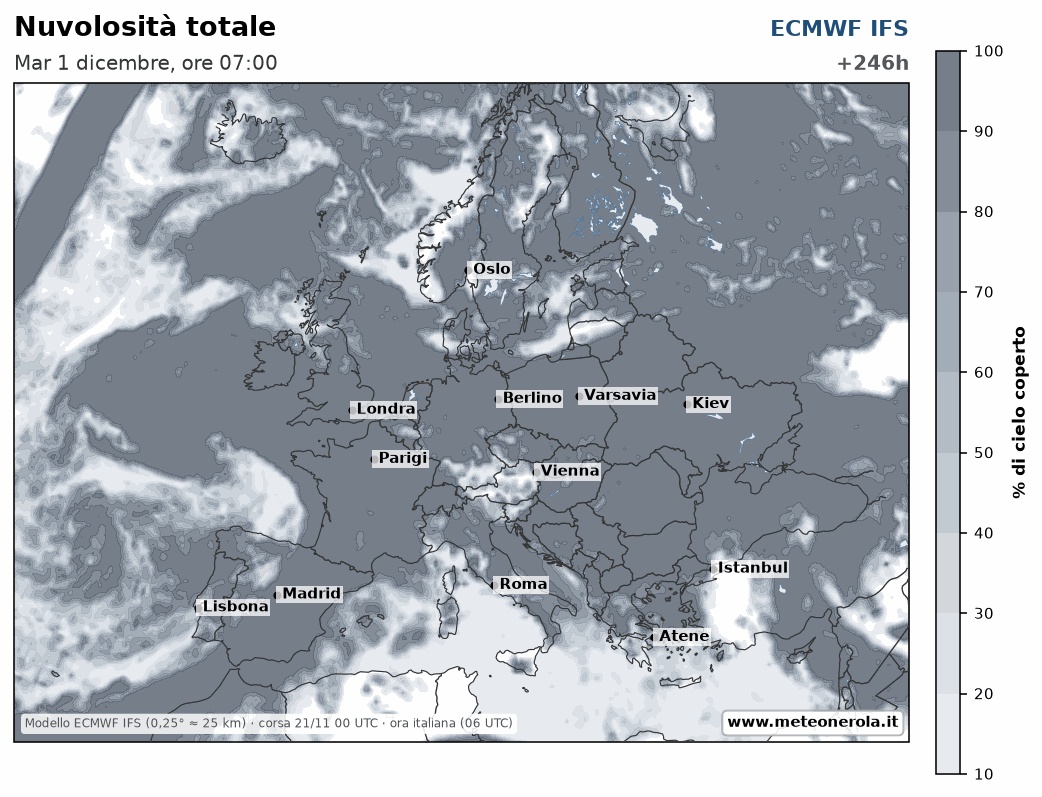 Nuvolosità totale
ECMWF IFS
Mar 1 dicembre, ore 07:00
+246h
100
90
80
70
60
50
40
30
20
10
% di cielo coperto
Oslo
Londra
Berlino
Varsavia
Kiev
Parigi
Vienna
Istanbul
Roma
Madrid
Lisbona
Atene
Modello ECMWF IFS (0,25° ≈ 25 km) · corsa 21/11 00 UTC · ora italiana (06 UTC)
www.meteonerola.it